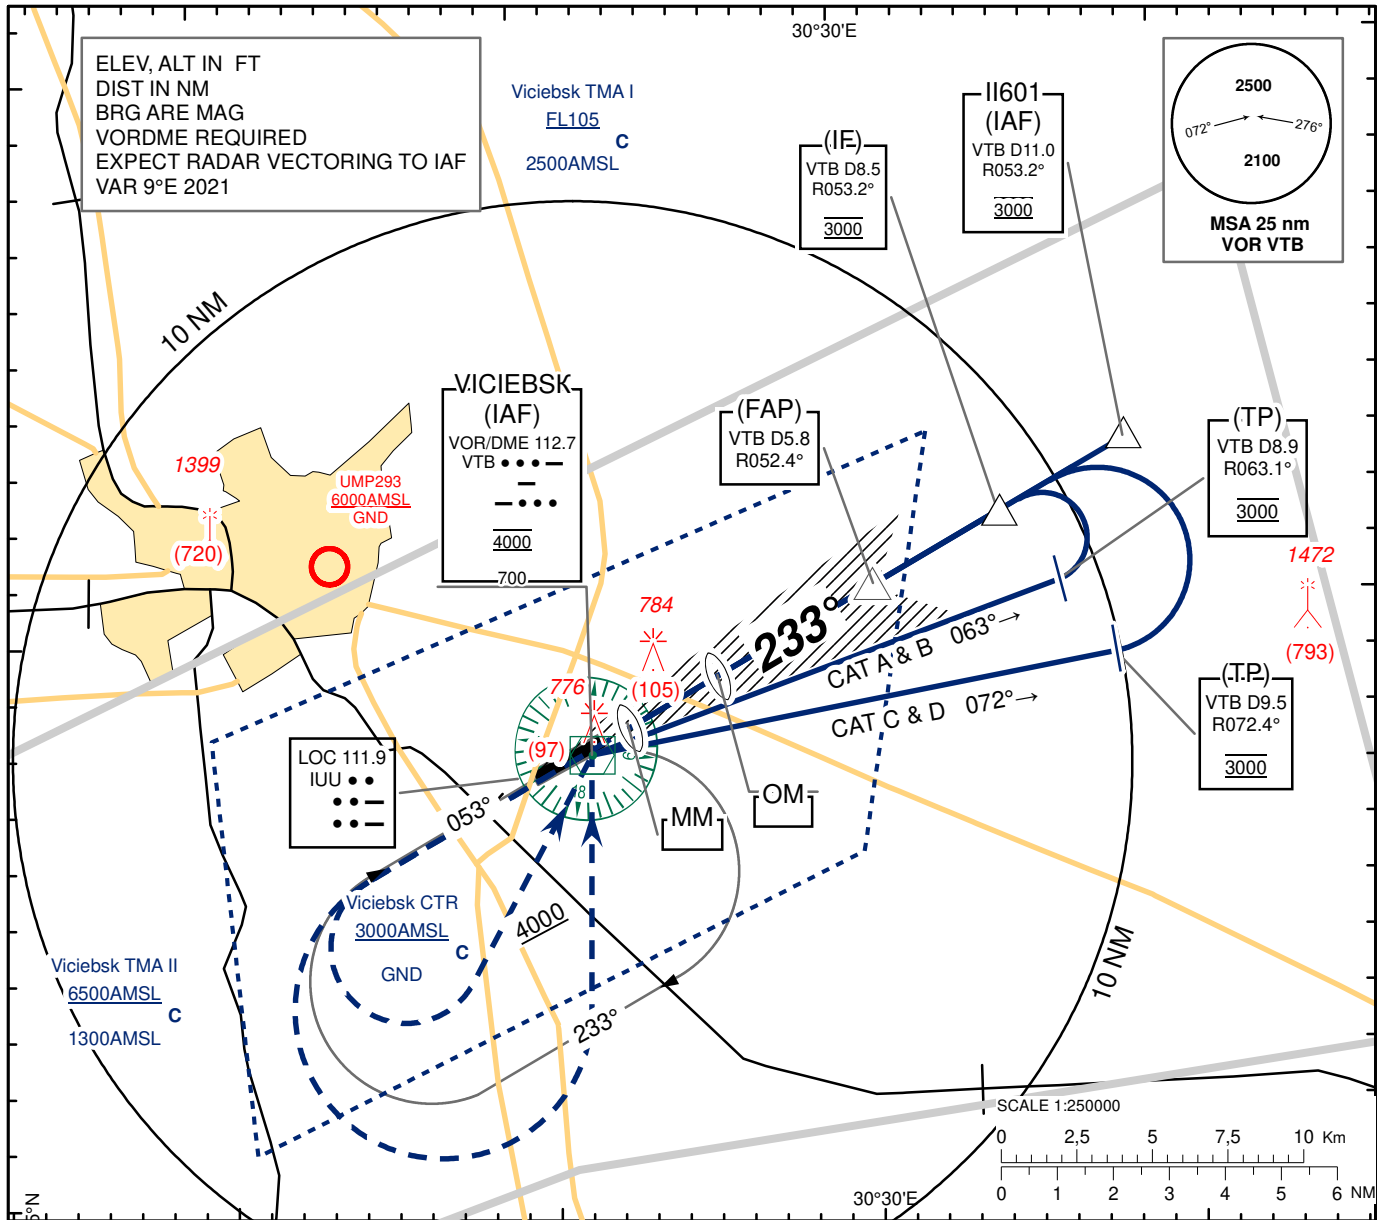 ELEV, ALT IN FT
DIST IN NM
BRG ARE MAG
VORDME REQUIRED
EXPECT RADAR VECTORING TO IAF
VAR 9°E 2021
Viciebsk TMA I
FL105
C
2500AMSL
30°30'E
(IF)
VTB D8.5
R053.2°
3000
II601
(IAF)
VTB D11.0
R053.2°
3000
2500
072°
276°
2100
MSA 25 nm
VOR VTB
10 NM
VICIEBSK
(IAF)
VOR/DME 112.7
VTB
4000
700
(FAP)
VTB D5.8
R052.4°
(TP)
VTB D8.9
R063.1°
3000
1399
(720)
UMP293
6000AMSL
GND
1472
(793)
784
(105)
776
(97)
233°
CAT A & B 063°→
CAT C & D 072°→
(TP)
VTB D9.5
R072.4°
3000
LOC 111.9
IUU
053°
MM
OM
Viciebsk CTR
3000AMSL
C
GND
4000
233°
10 NM
Viciebsk TMA II
6500AMSL
C
1300AMSL
SCALE 1:250000
0 2,5 5 7,5 10 Km
0 1 2 3 4 5 6 NM
30°30'E